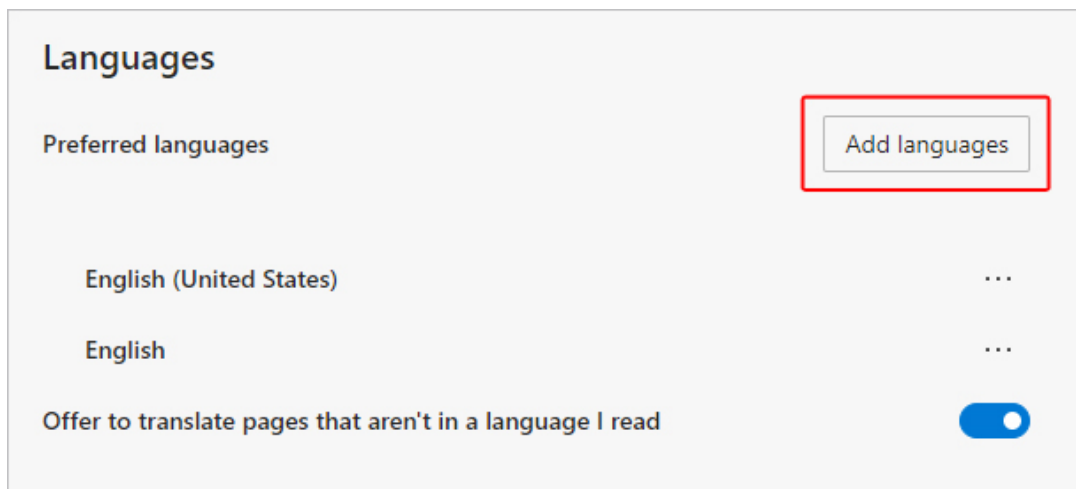 Languages
Preferred languages
Add languages
English (United States)
English
Offer to translate pages that aren't in a language I read